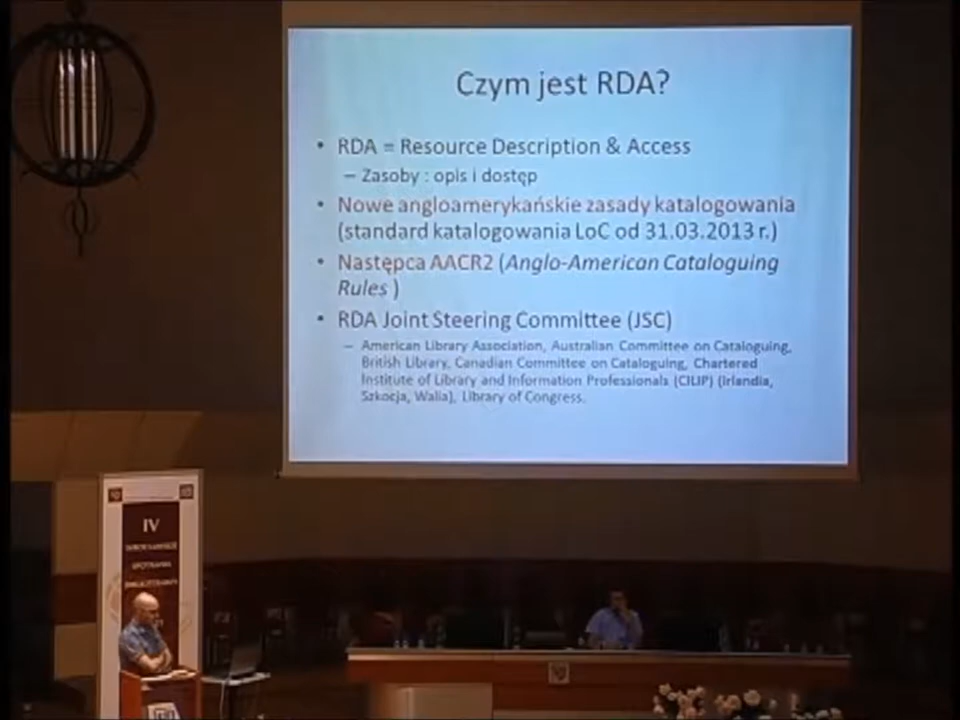 Czym jest RDA?
• RDA = Resource Description & Access
– Zasoby : opis i dostęp
• Nowe angloamerykańskie zasady katalogowania
(standard katalogowania LoC od 31.03.2013 r.)
• Następca AACR2 (Anglo-American Cataloguing
Rules )
• RDA Joint Steering Committee (JSC)
– American Library Association, Australian Committee on Cataloguing,
British Library, Canadian Committee on Cataloguing, Chartered
Institute of Library and Information Professionals (CILIP) (Irlandia,
Szkocja, Walia), Library of Congress.
IV